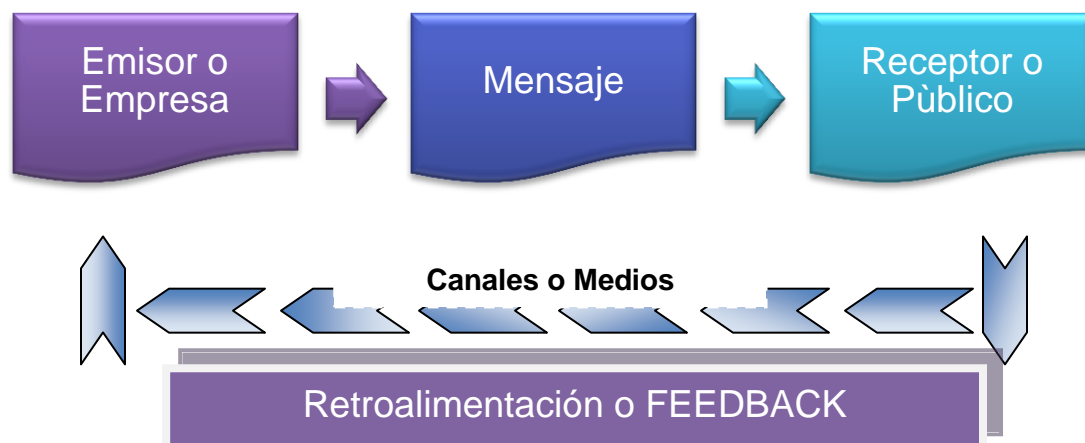 Emisor o
Empresa
Mensaje
Receptor o
Pùblico
Canales o Medios
Retroalimentación o FEEDBACK